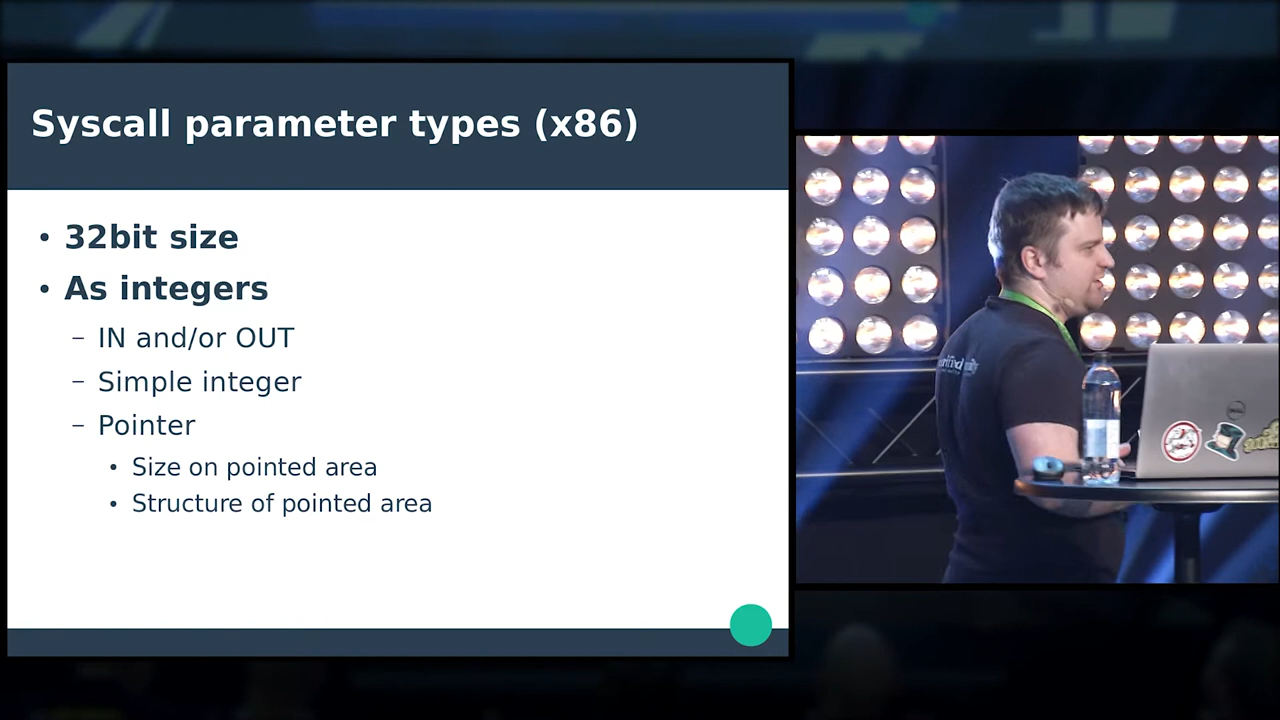 Syscall parameter types (x86)
• 32bit size
• As integers
– IN and/or OUT
– Simple integer
– Pointer
• Size on pointed area
• Structure of pointed area
DELL